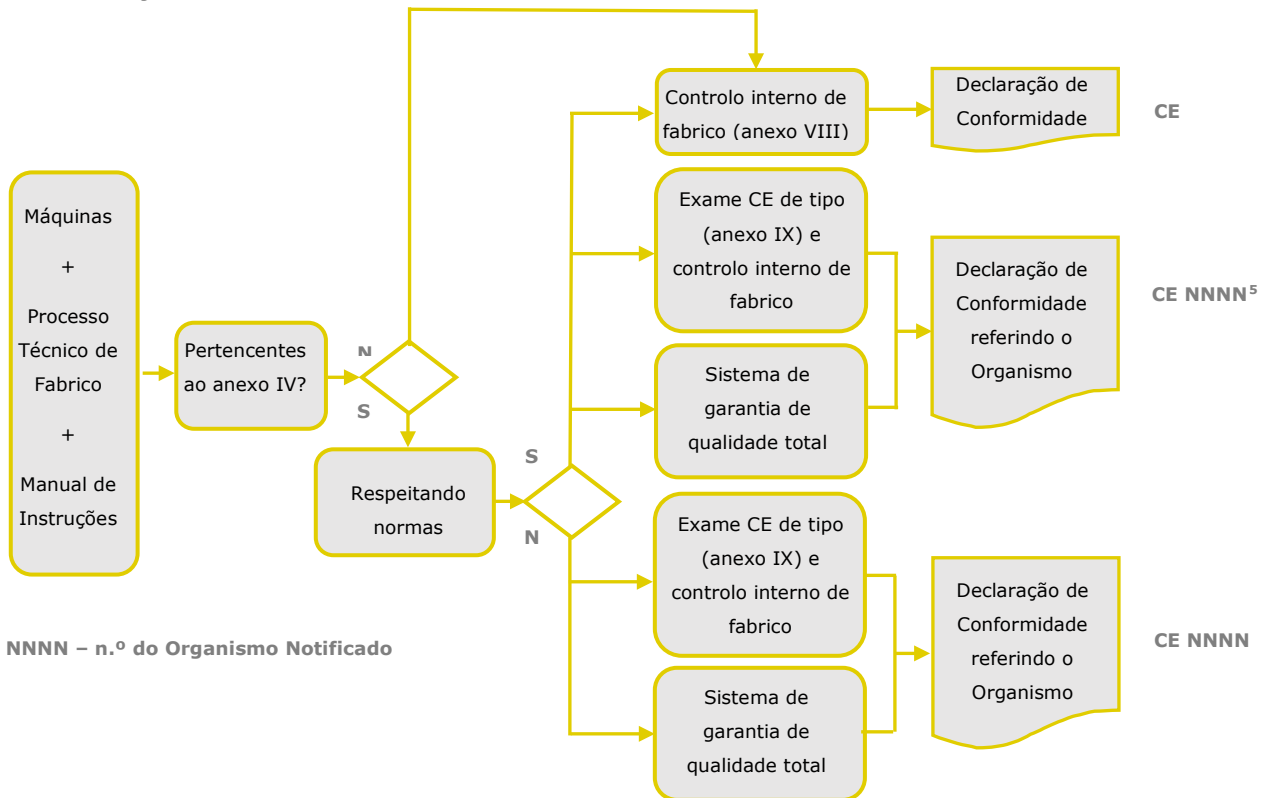 Máquinas
+
Processo
Técnico de
Fabrico
+
Manual de
Instruções
Pertencentes
ao anexo IV?
N
S
Respeitando
normas
S
N
Controlo interno de
fabrico (anexo VIII)
Declaração de
Conformidade
CE
Exame CE de tipo
(anexo IX) e
controlo interno de
fabrico
Sistema de
garantia de
qualidade total
Declaração de
Conformidade
referindo o
Organismo
CE NNNN⁵
Exame CE de tipo
(anexo IX) e
controlo interno de
fabrico
Sistema de
garantia de
qualidade total
Declaração de
Conformidade
referindo o
Organismo
CE NNNN
NNNN – n.º do Organismo Notificado